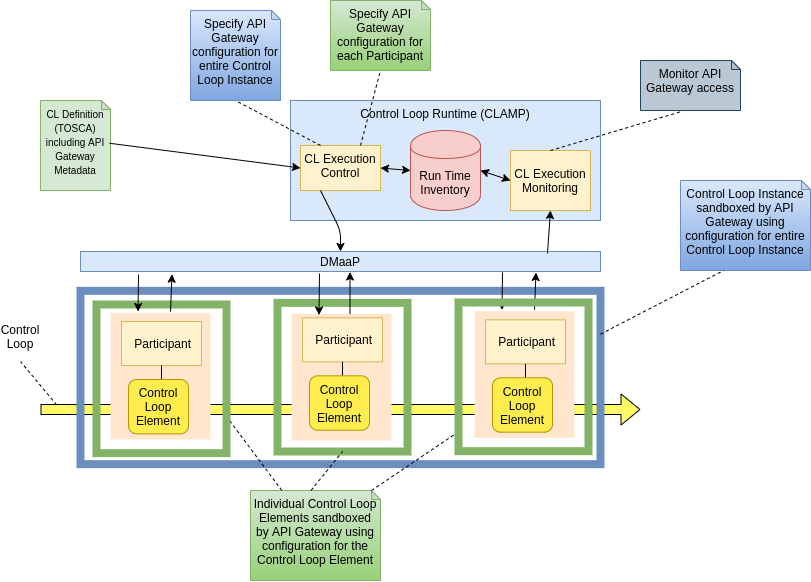 Specify API
Gateway
configuration for
entire Control
Loop Instance
Specify API
Gateway
configuration for
each Participant
Monitor API
Gateway access
CL Definition
(TOSCA)
including API
Gateway
Metadata
Control Loop Runtime (CLAMP)
CL Execution
Control
Run Time
Inventory
CL Execution
Monitoring
Control Loop Instance
sandboxed by API
Gateway using
configuration for entire
Control Loop Instance
DMaaP
Control
Loop
Participant
Control
Loop
Element
Participant
Control
Loop
Element
Participant
Control
Loop
Element
Individual Control Loop
Elements sandboxed
by API Gateway using
configuration for the
Control Loop Element